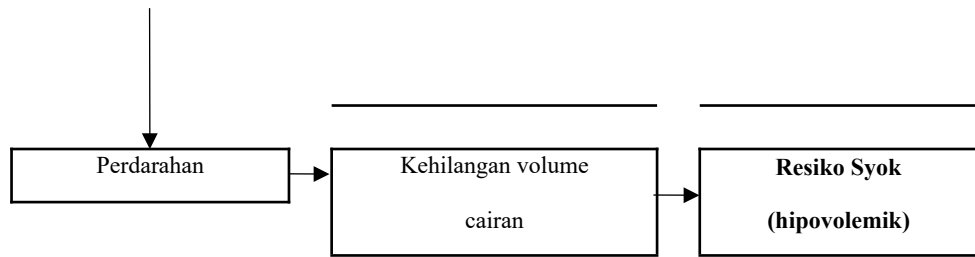 Perdarahan
Kehilangan volume
cairan
Resiko Syok
(hipovolemik)